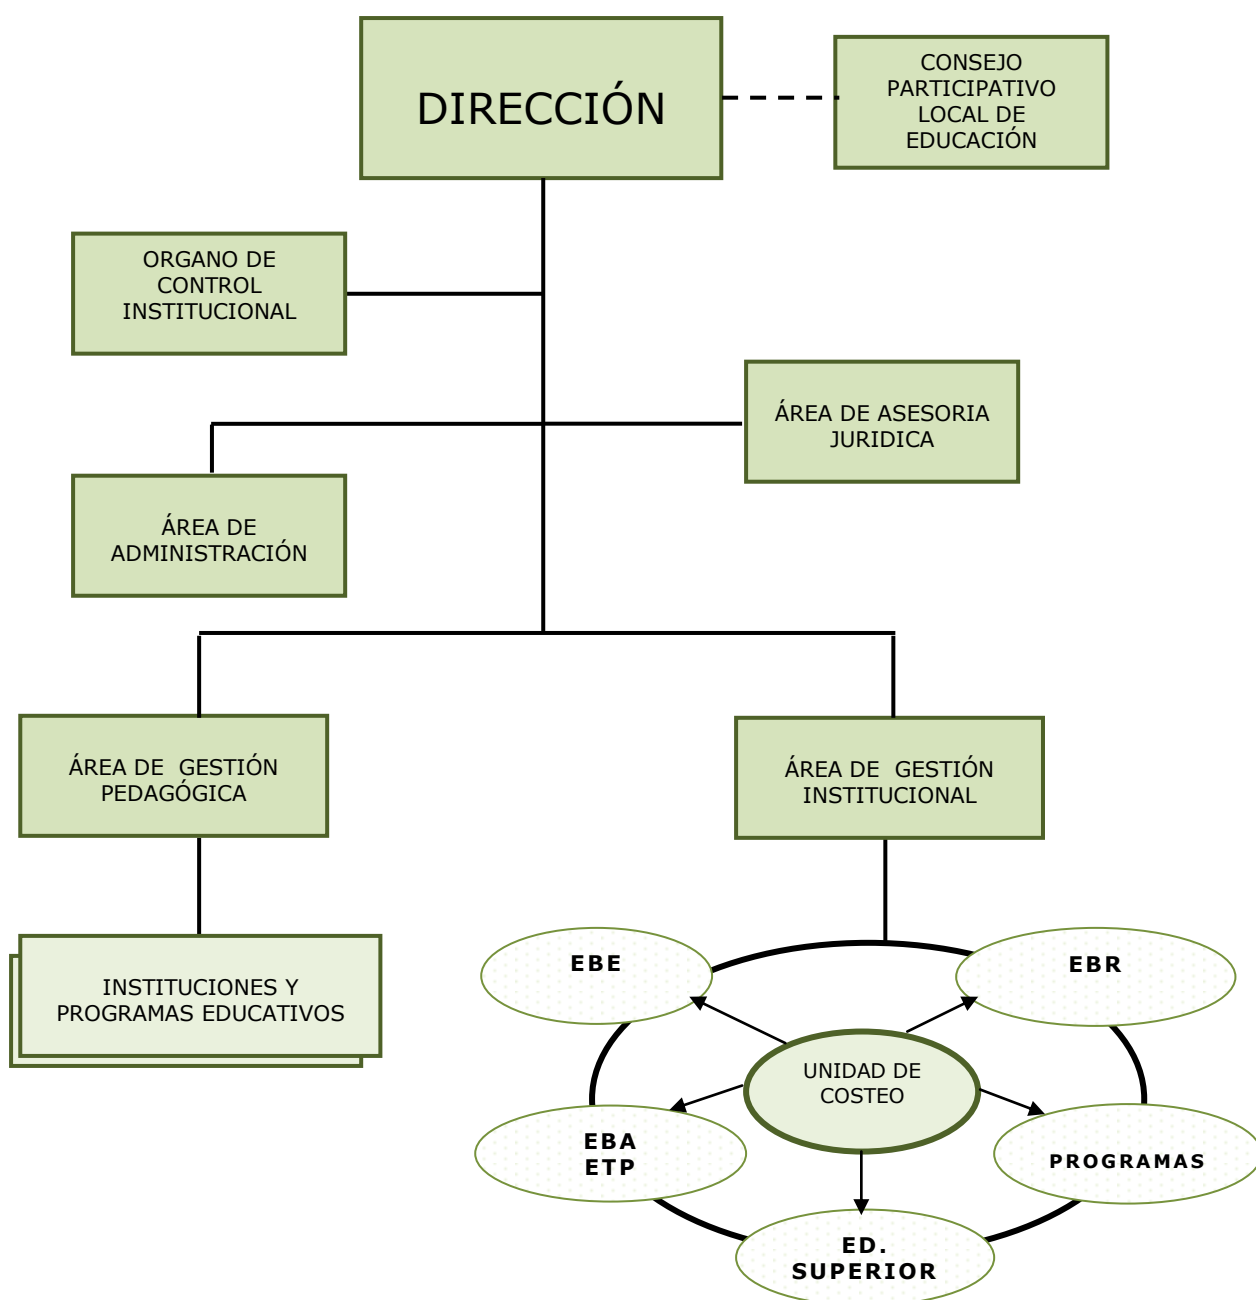 DIRECCIÓN
CONSEJO
PARTICIPATIVO
LOCAL DE
EDUCACIÓN
ORGANO DE
CONTROL
INSTITUCIONAL
ÁREA DE ASESORIA
JURIDICA
ÁREA DE
ADMINISTRACIÓN
ÁREA DE  GESTIÓN
PEDAGÓGICA
ÁREA DE  GESTIÓN
INSTITUCIONAL
INSTITUCIONES Y
PROGRAMAS EDUCATIVOS
EBE
EBR
UNIDAD DE
COSTEO
EBA
ETP
PROGRAMAS
ED.
SUPERIOR